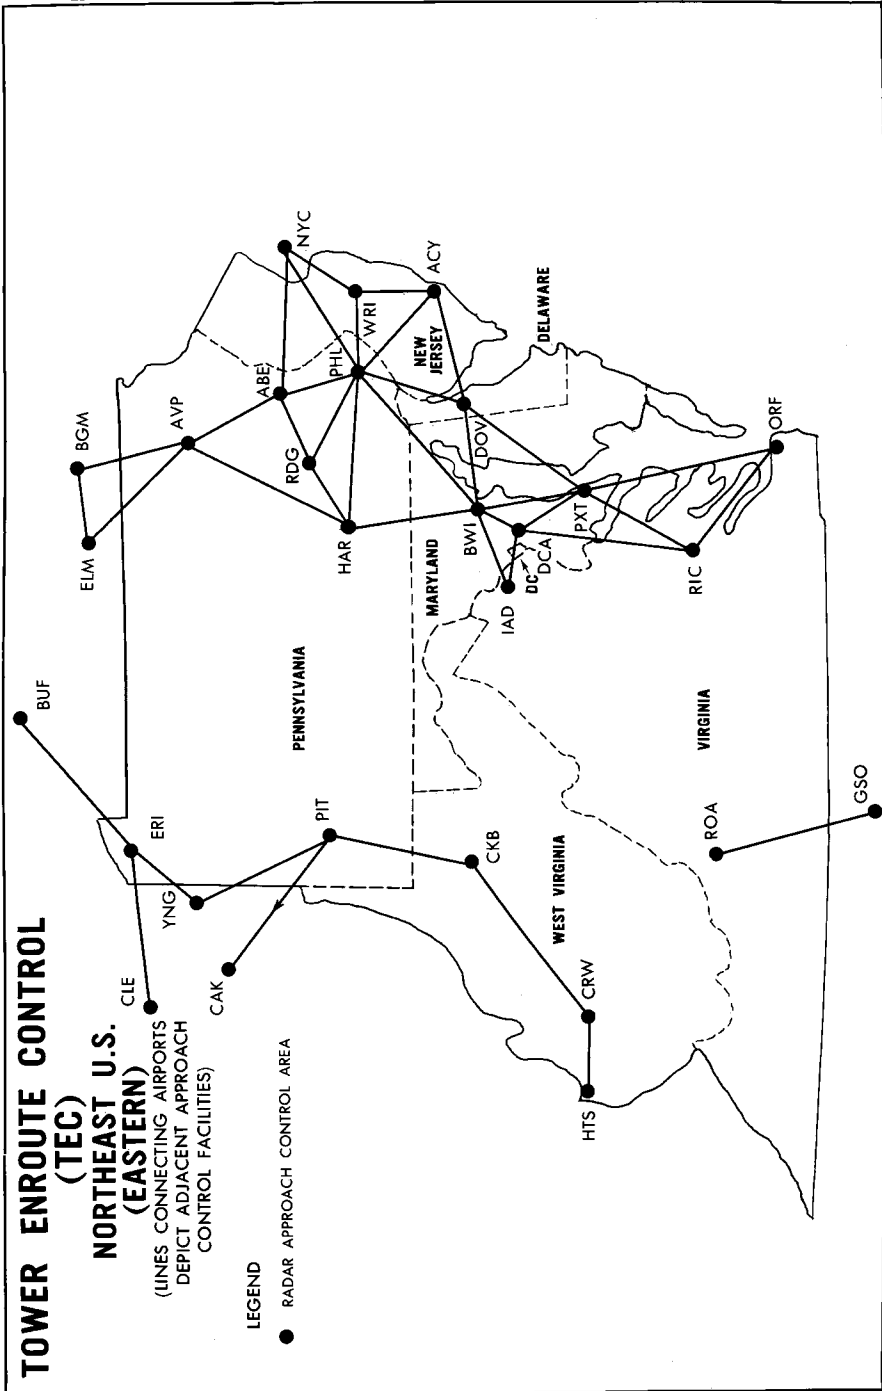 TOWER ENROUTE CONTROL
(TEC)
NORTHEAST U.S.
(EASTERN)
(LINES CONNECTING AIRPORTS
DEPICT ADJACENT APPROACH
CONTROL FACILITIES)
LEGEND
RADAR APPROACH CONTROL AREA
BUF
ERI
CLE
YNG
CAK
PIT
CKB
CRW
HTS
ROA
GSO
ELM
BGM
AVP
ABE
RDG
HAR
PHL
NYC
WRI
ACY
DOV
BWI
IAD
DCA
PXT
RIC
ORF
PENNSYLVANIA
MARYLAND
DC
NEW
JERSEY
DELAWARE
WEST VIRGINIA
VIRGINIA